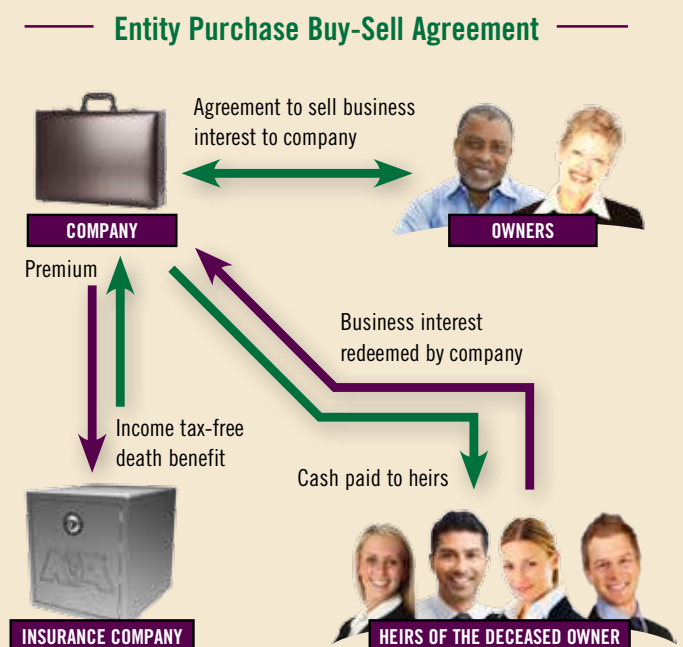 Entity Purchase Buy-Sell Agreement
Agreement to sell business
interest to company
COMPANY
OWNERS
Premium
Business interest
redeemed by company
Income tax-free
death benefit
Cash paid to heirs
INSURANCE COMPANY
HEIRS OF THE DECEASED OWNER